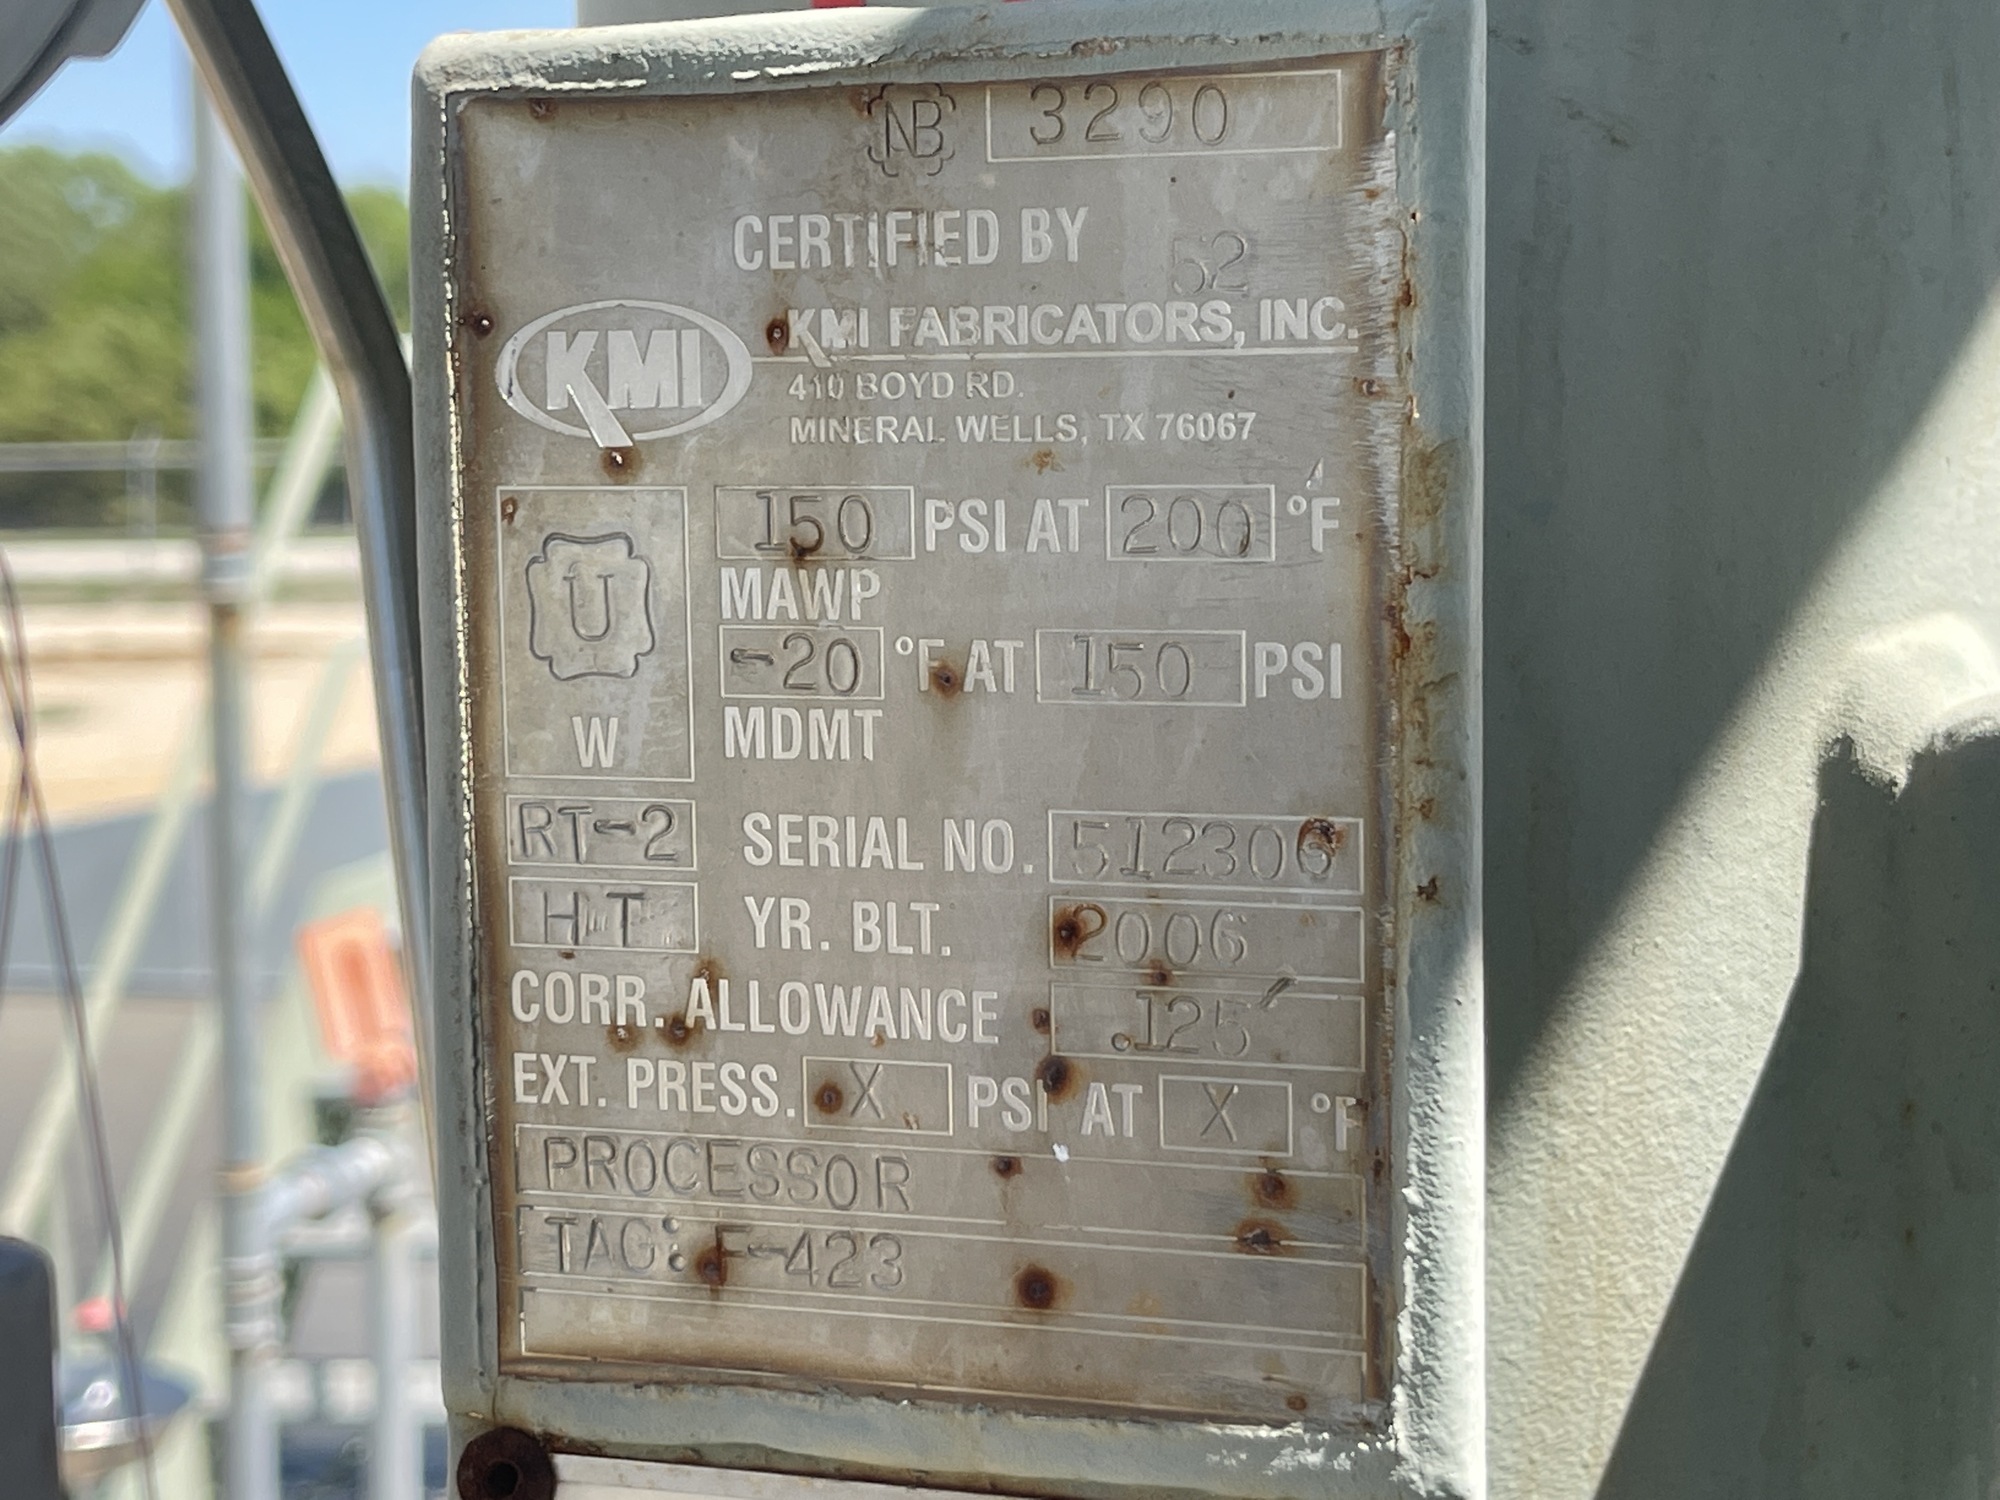 NB 3290
CERTIFIED BY
52
KMI KMI FABRICATORS, INC.
410 BOYD RD.
MINERAL WELLS, TX 76067
150 PSI AT 200 °F
MAWP
U
-20 °F AT 150 PSI
W MDMT
RT-2 SERIAL NO. 512306
HT YR. BLT. 2006
CORR. ALLOWANCE .125"
EXT. PRESS. X PSI AT X °F
PROCESSOR
TAG: F-423